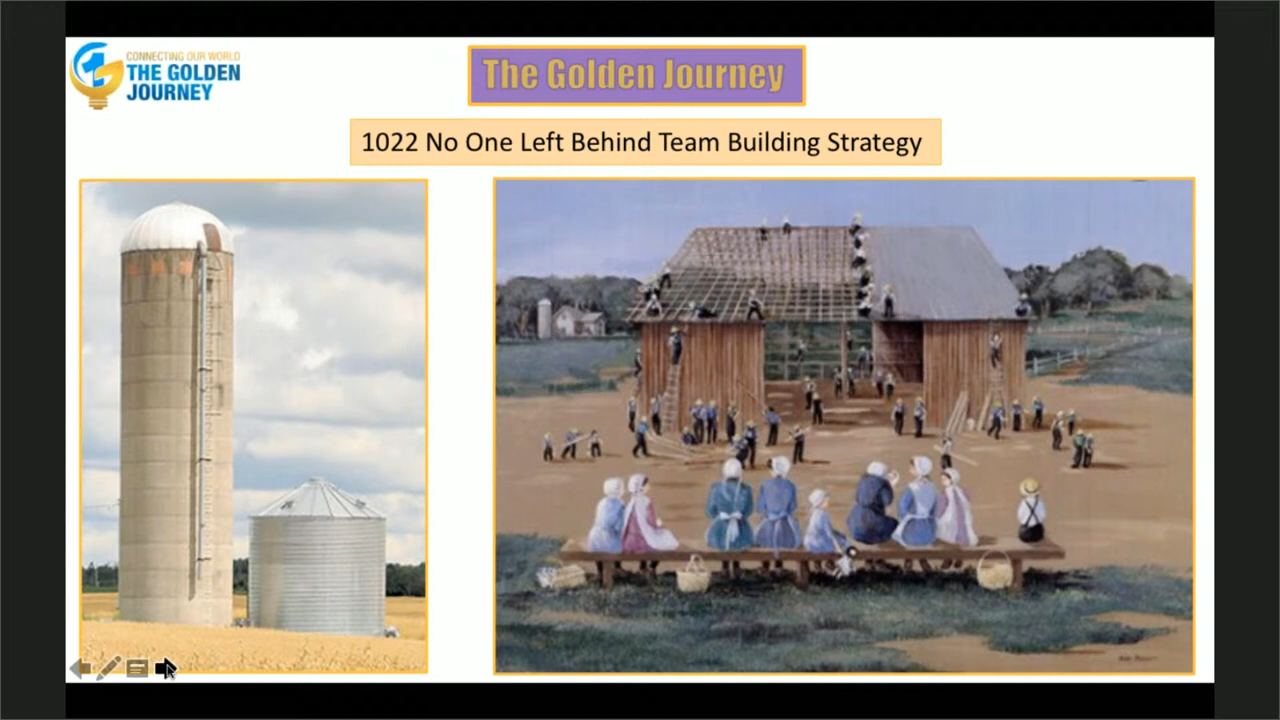 CONNECTING OUR WORLD
THE GOLDEN
JOURNEY
The Golden Journey
1022 No One Left Behind Team Building Strategy